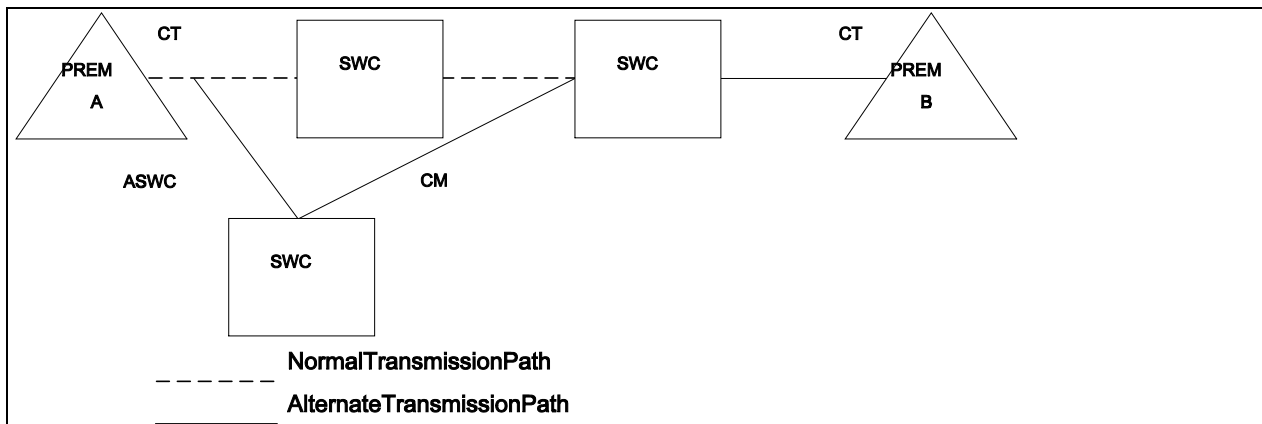 CT
CT
PREM
A
SWC
SWC
PREM
B
ASWC
CM
SWC
NormalTransmissionPath
AlternateTransmissionPath